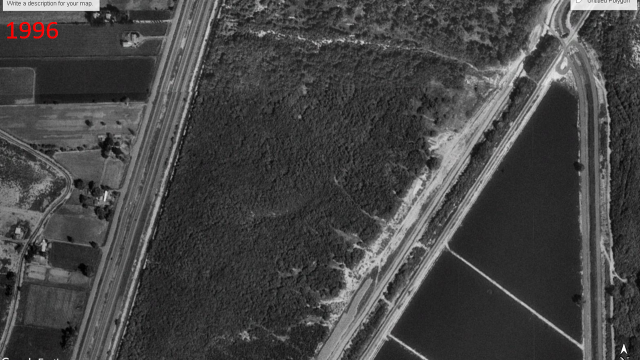 Write a description for your map.
Untitled Polygon
1996